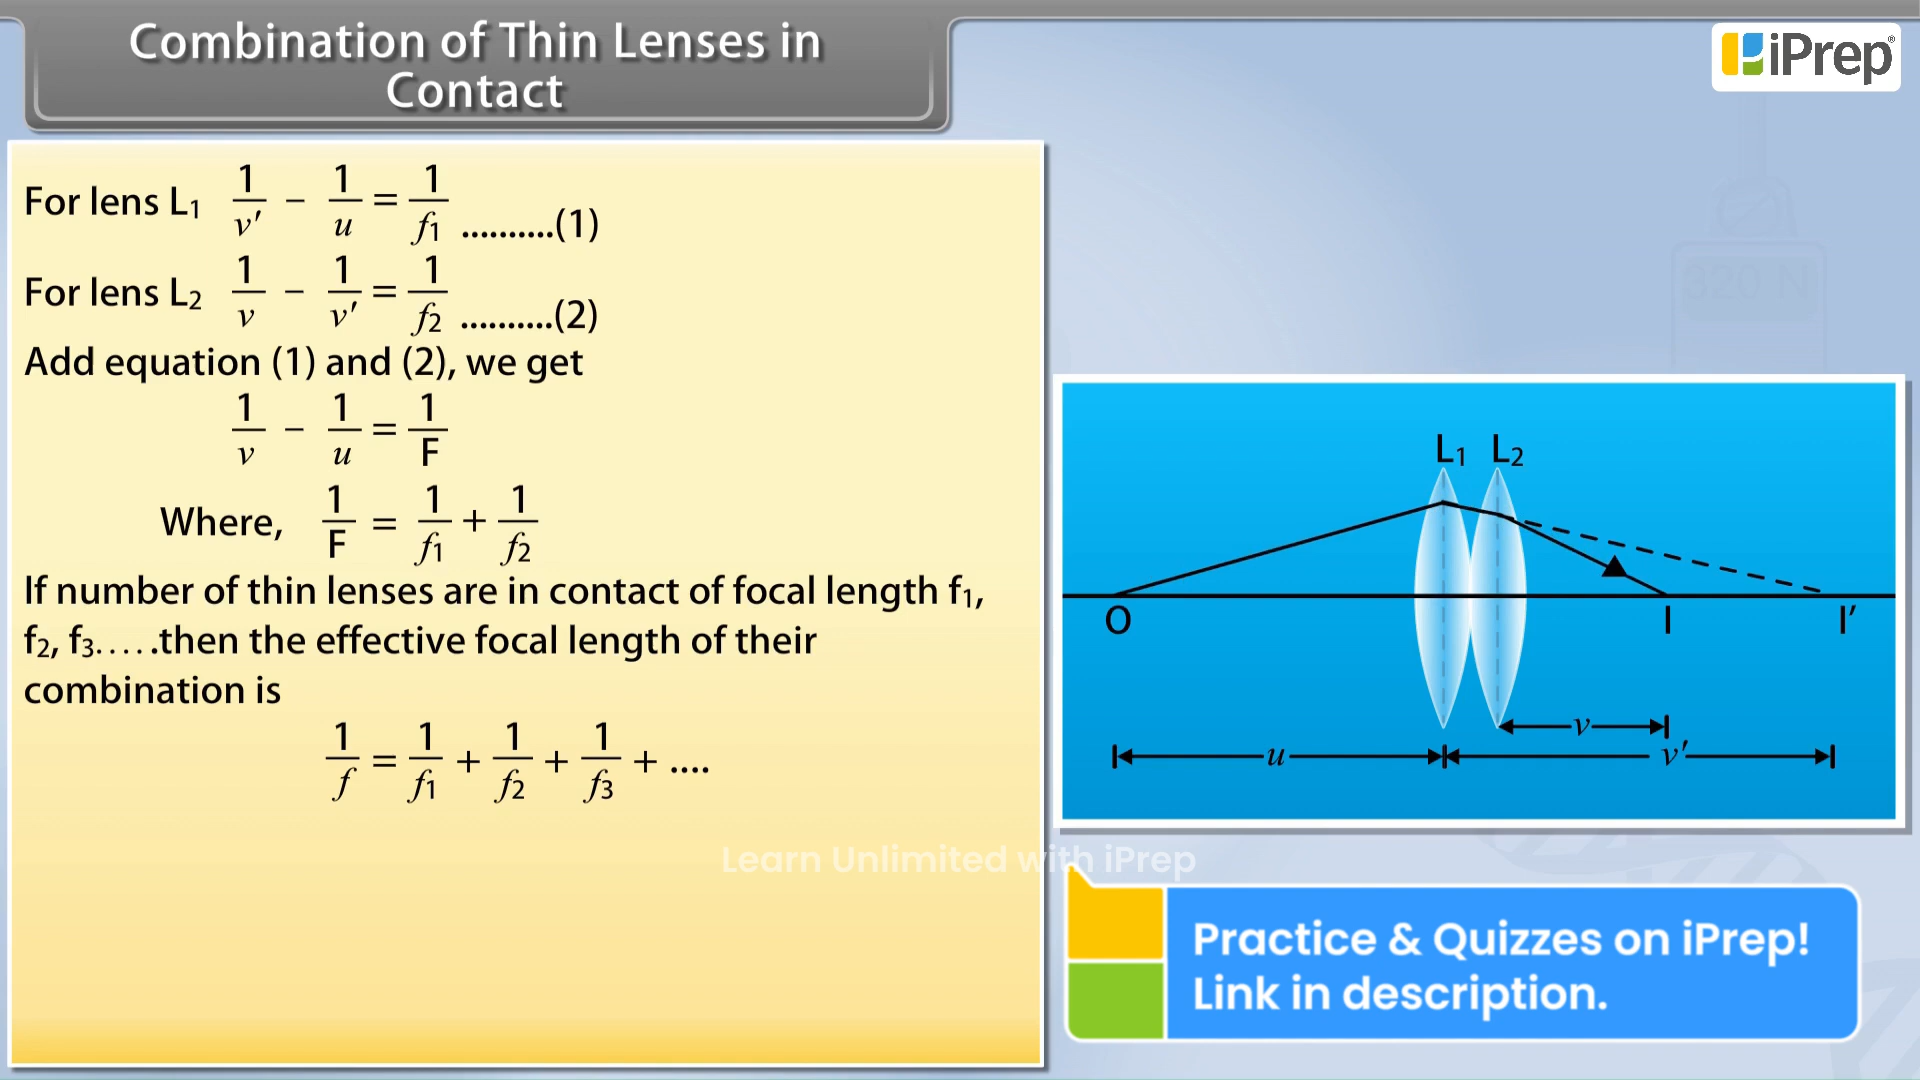 Combination of Thin Lenses in
Contact
iPrep®
For lens L₁ 1/v′ − 1/u = 1/f₁ ..........(1)
For lens L₂ 1/v − 1/v′ = 1/f₂ ..........(2)
Add equation (1) and (2), we get
1/v − 1/u = 1/F
Where, 1/F = 1/f₁ + 1/f₂
If number of thin lenses are in contact of focal length f₁,
f₂, f₃.....then the effective focal length of their
combination is
1/f = 1/f₁ + 1/f₂ + 1/f₃ + ....
320 N
L₁ L₂
O I I′
v
u v′
Learn Unlimited with iPrep
Practice & Quizzes on iPrep!
Link in description.